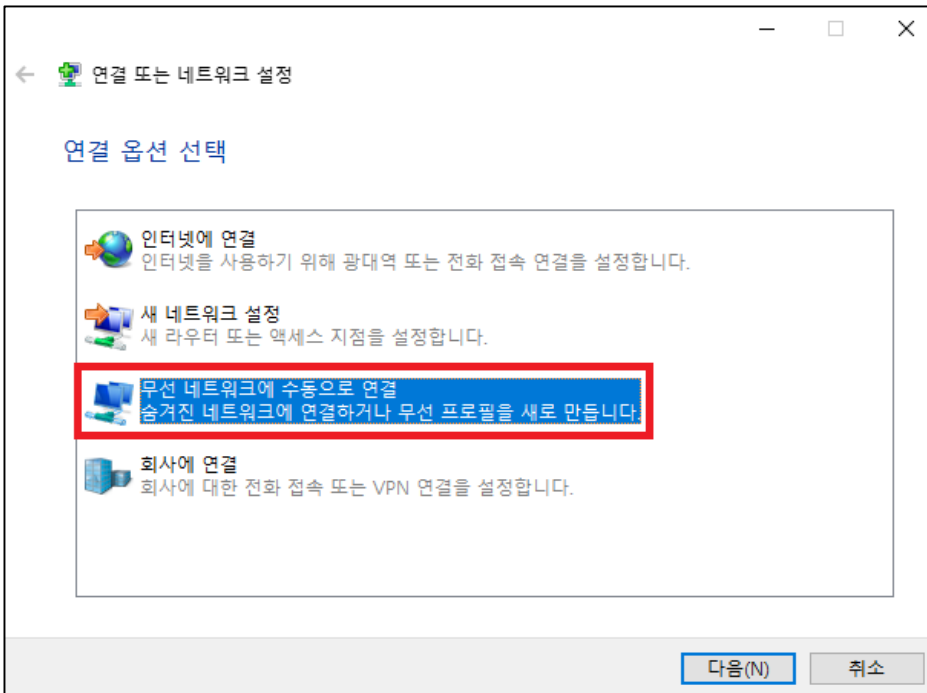 연결 또는 네트워크 설정
연결 옵션 선택
인터넷에 연결
인터넷을 사용하기 위해 광대역 또는 전화 접속 연결을 설정합니다.
새 네트워크 설정
새 라우터 또는 액세스 지점을 설정합니다.
무선 네트워크에 수동으로 연결
숨겨진 네트워크에 연결하거나 무선 프로필을 새로 만듭니다.
회사에 연결
회사에 대한 전화 접속 또는 VPN 연결을 설정합니다.
다음(N)
취소